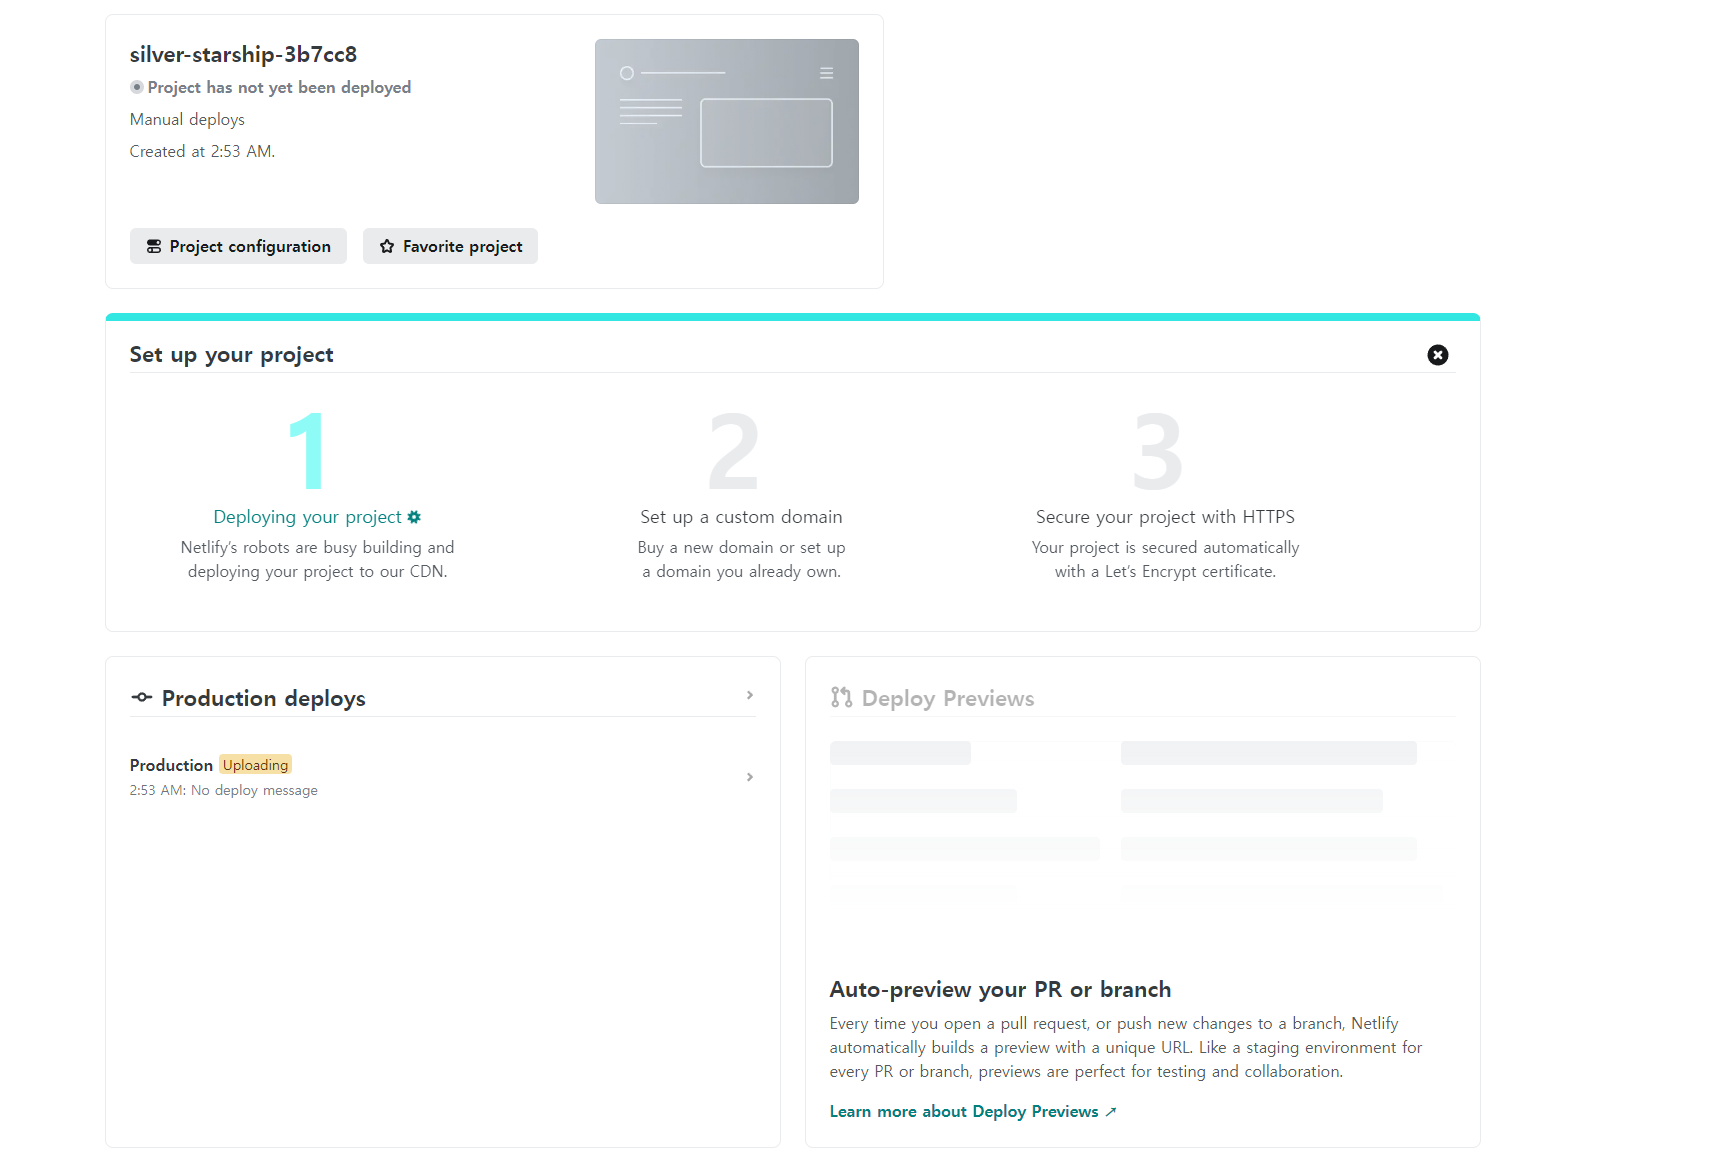 silver-starship-3b7cc8
Project has not yet been deployed
Manual deploys
Created at 2:53 AM.
Project configuration
Favorite project
Set up your project
1
Deploying your project
Netlify’s robots are busy building and
deploying your project to our CDN.
2
Set up a custom domain
Buy a new domain or set up
a domain you already own.
3
Secure your project with HTTPS
Your project is secured automatically
with a Let’s Encrypt certificate.
Production deploys
Production Uploading
2:53 AM: No deploy message
Deploy Previews
Auto-preview your PR or branch
Every time you open a pull request, or push new changes to a branch, Netlify
automatically builds a preview with a unique URL. Like a staging environment for
every PR or branch, previews are perfect for testing and collaboration.
Learn more about Deploy Previews ↗